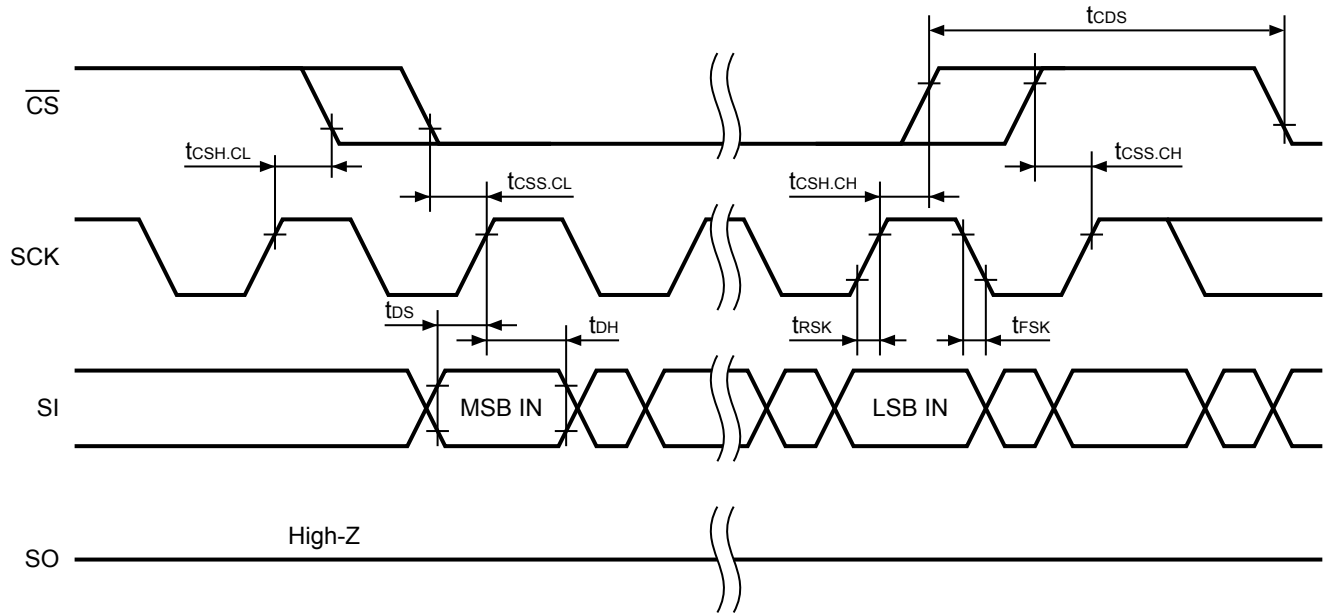 tCDS
CS
tCSH.CL
tCSS.CL
tCSH.CH
tCSS.CH
SCK
tDS
tDH
tRSK
tFSK
SI
MSB IN
LSB IN
High-Z
SO